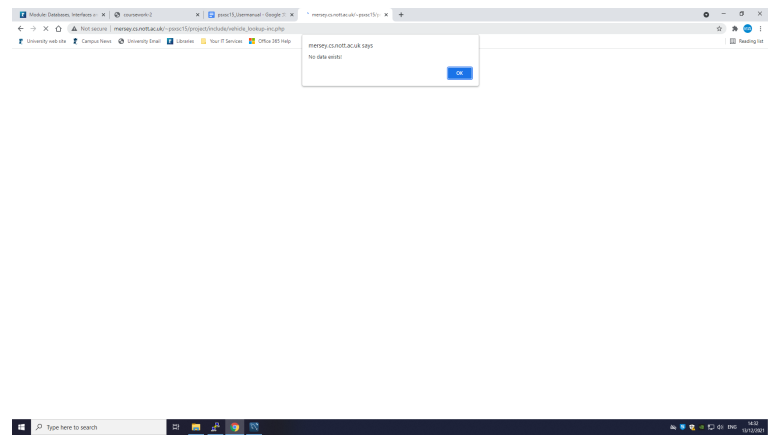 Module: Databases, Interfaces an
coursework-2
psxsc15_Usermanual - Google D
mersey.cs.nott.ac.uk/~psxsc15/p
Not secure | mersey.cs.nott.ac.uk/~psxsc15/project/include/vehicle_lookup-inc.php
University web site
Campus News
University Email
Libraries
Your IT Services
Office 365 Help
Reading list
mersey.cs.nott.ac.uk says
No data exists!
OK
Type here to search
ENG
14:32
13/12/2021